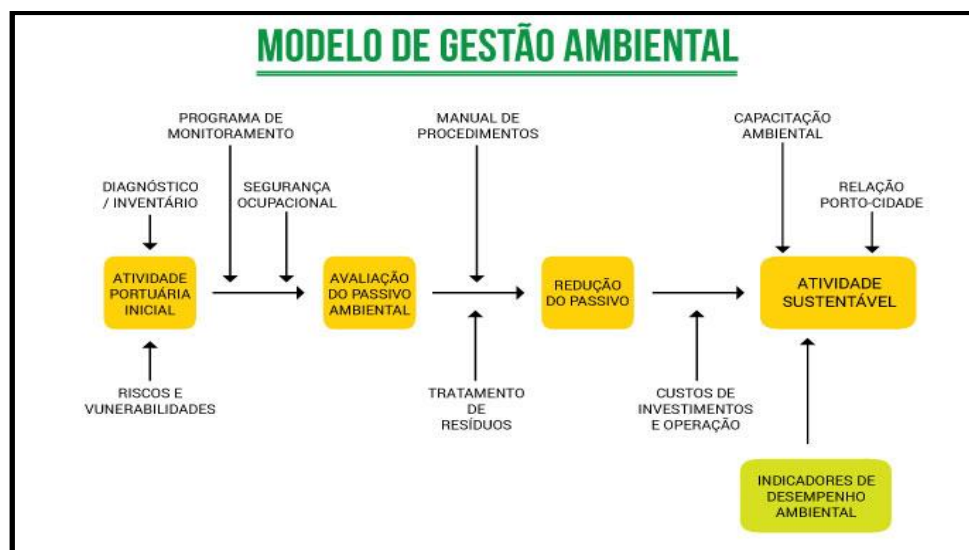 MODELO DE GESTÃO AMBIENTAL
PROGRAMA DE
MONITORAMENTO
MANUAL DE
PROCEDIMENTOS
CAPACITAÇÃO
AMBIENTAL
DIAGNÓSTICO
/ INVENTÁRIO
SEGURANÇA
OCUPACIONAL
RELAÇÃO
PORTO-CIDADE
ATIVIDADE
PORTUÁRIA
INICIAL
AVALIAÇÃO
DO PASSIVO
AMBIENTAL
REDUÇÃO
DO PASSIVO
ATIVIDADE
SUSTENTÁVEL
RISCOS E
VUNERABILIDADES
TRATAMENTO
DE
RESÍDUOS
CUSTOS DE
INVESTIMENTOS
E OPERAÇÃO
INDICADORES DE
DESEMPENHO
AMBIENTAL